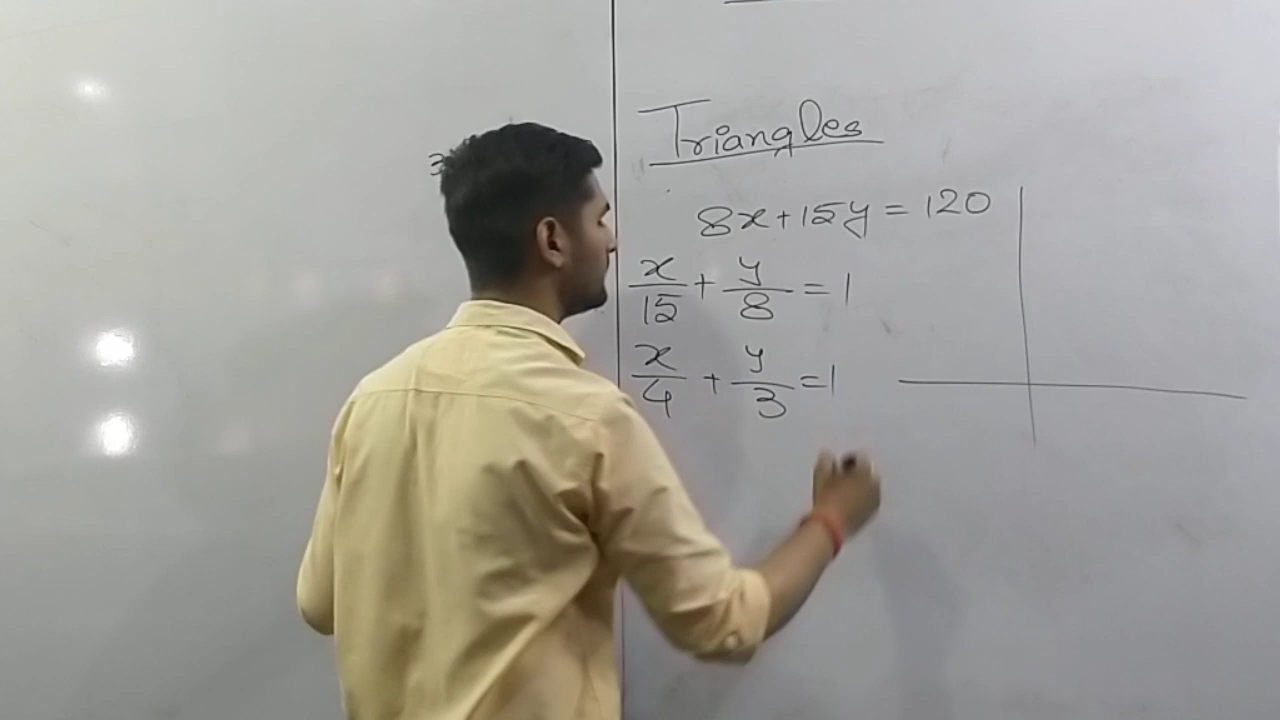 Triangles
8x+15y=120
x/15 + y/8 = 1
x/4 + y/3 = 1